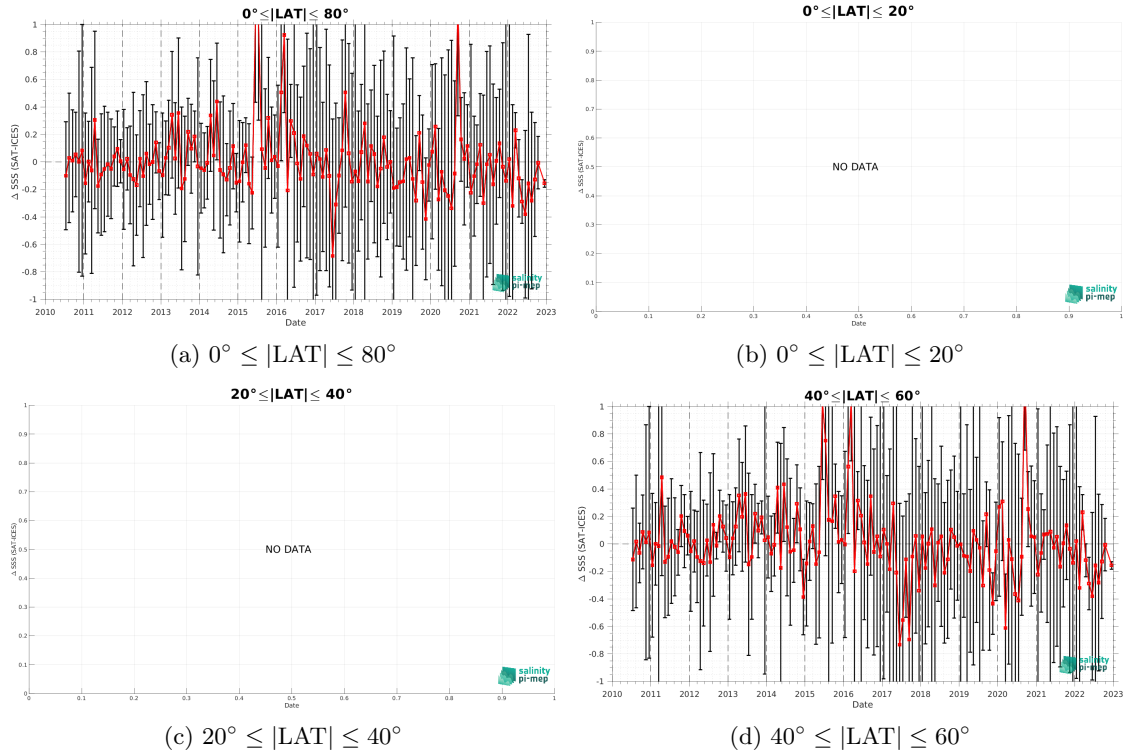 0°≤|LAT|≤ 80°
Δ SSS (SAT-ICES)
1
0.8
0.6
0.4
0.2
0
-0.2
-0.4
-0.6
-0.8
-1
2010 2011 2012 2013 2014 2015 2016 2017 2018 2019 2020 2021 2022 2023
Date
salinity
pi-mep
(a) 0° ≤ |LAT| ≤ 80°
0°≤|LAT|≤ 20°
Δ SSS (SAT-ICES)
1
0.9
0.8
0.7
0.6
0.5
0.4
0.3
0.2
0.1
0
NO DATA
0 0.1 0.2 0.3 0.4 0.5 0.6 0.7 0.8 0.9 1
Date
salinity
pi-mep
(b) 0° ≤ |LAT| ≤ 20°
20°≤|LAT|≤ 40°
Δ SSS (SAT-ICES)
1
0.9
0.8
0.7
0.6
0.5
0.4
0.3
0.2
0.1
0
NO DATA
0 0.1 0.2 0.3 0.4 0.5 0.6 0.7 0.8 0.9 1
Date
salinity
pi-mep
(c) 20° ≤ |LAT| ≤ 40°
40°≤|LAT|≤ 60°
Δ SSS (SAT-ICES)
1
0.8
0.6
0.4
0.2
0
-0.2
-0.4
-0.6
-0.8
-1
2010 2011 2012 2013 2014 2015 2016 2017 2018 2019 2020 2021 2022 2023
Date
salinity
pi-mep
(d) 40° ≤ |LAT| ≤ 60°